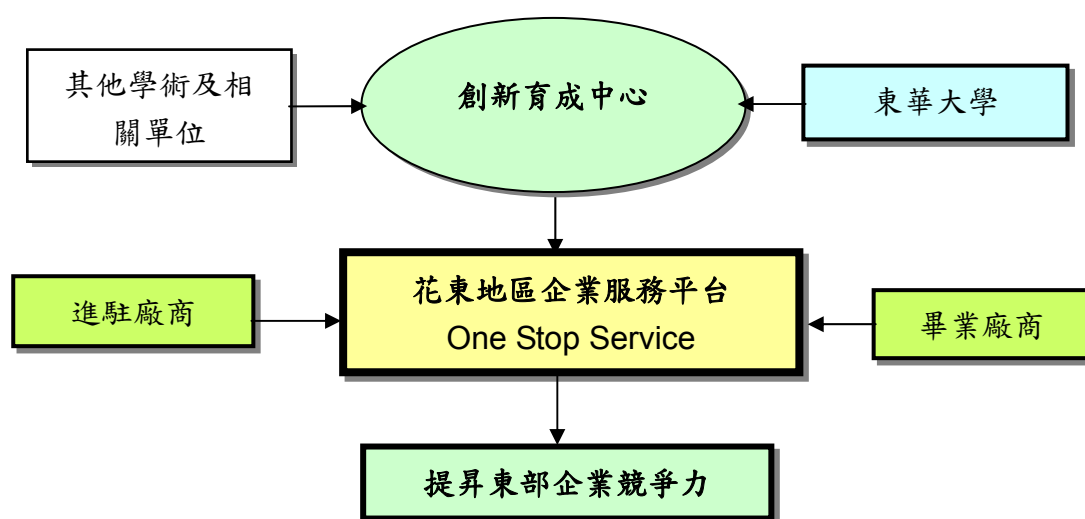 其他學術及相
關單位
創新育成中心
東華大學
進駐廠商
花東地區企業服務平台
One Stop Service
畢業廠商
提昇東部企業競爭力